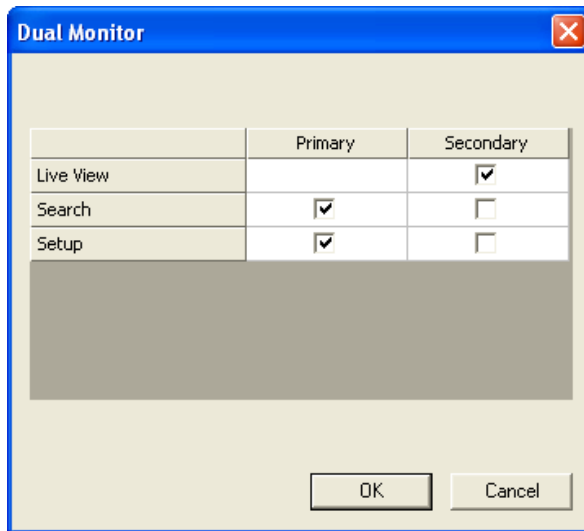 Dual Monitor
Primary Secondary
Live View
Search
Setup
OK Cancel